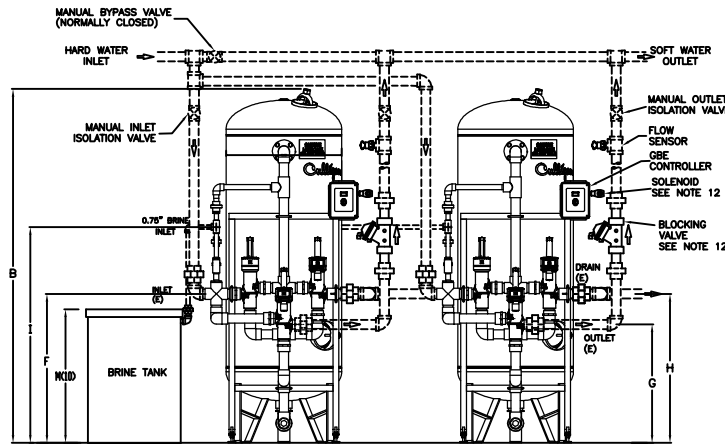 MANUAL BYPASS VALVE
(NORMALLY CLOSED)
HARD WATER
INLET
SOFT WATER
OUTLET
MANUAL INLET
ISOLATION VALVE
MANUAL OUTLET
ISOLATION VALVE
FLOW
SENSOR
GBE
CONTROLLER
SOLENOID
SEE NOTE 12
0.75" BRINE
INLET
BLOCKING
VALVE
SEE NOTE 12
B
I
F
M(10)
INLET
(E)
DRAIN
(E)
OUTLET
(E)
G
H
BRINE TANK